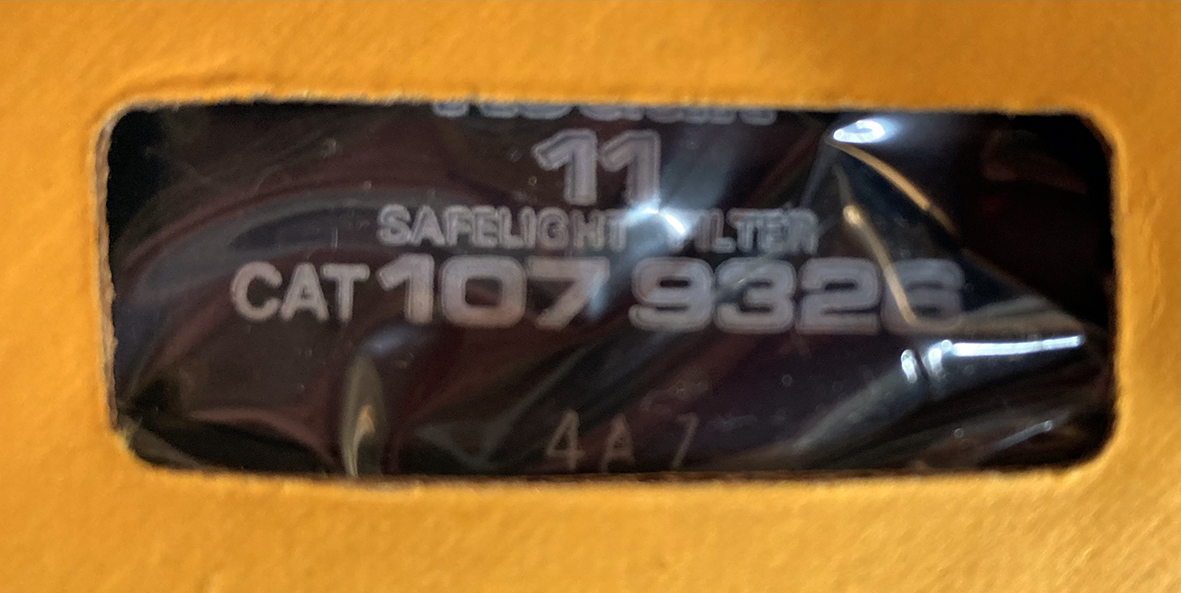 11
SAFELIGHT FILTER
CAT 107 9326
4A7